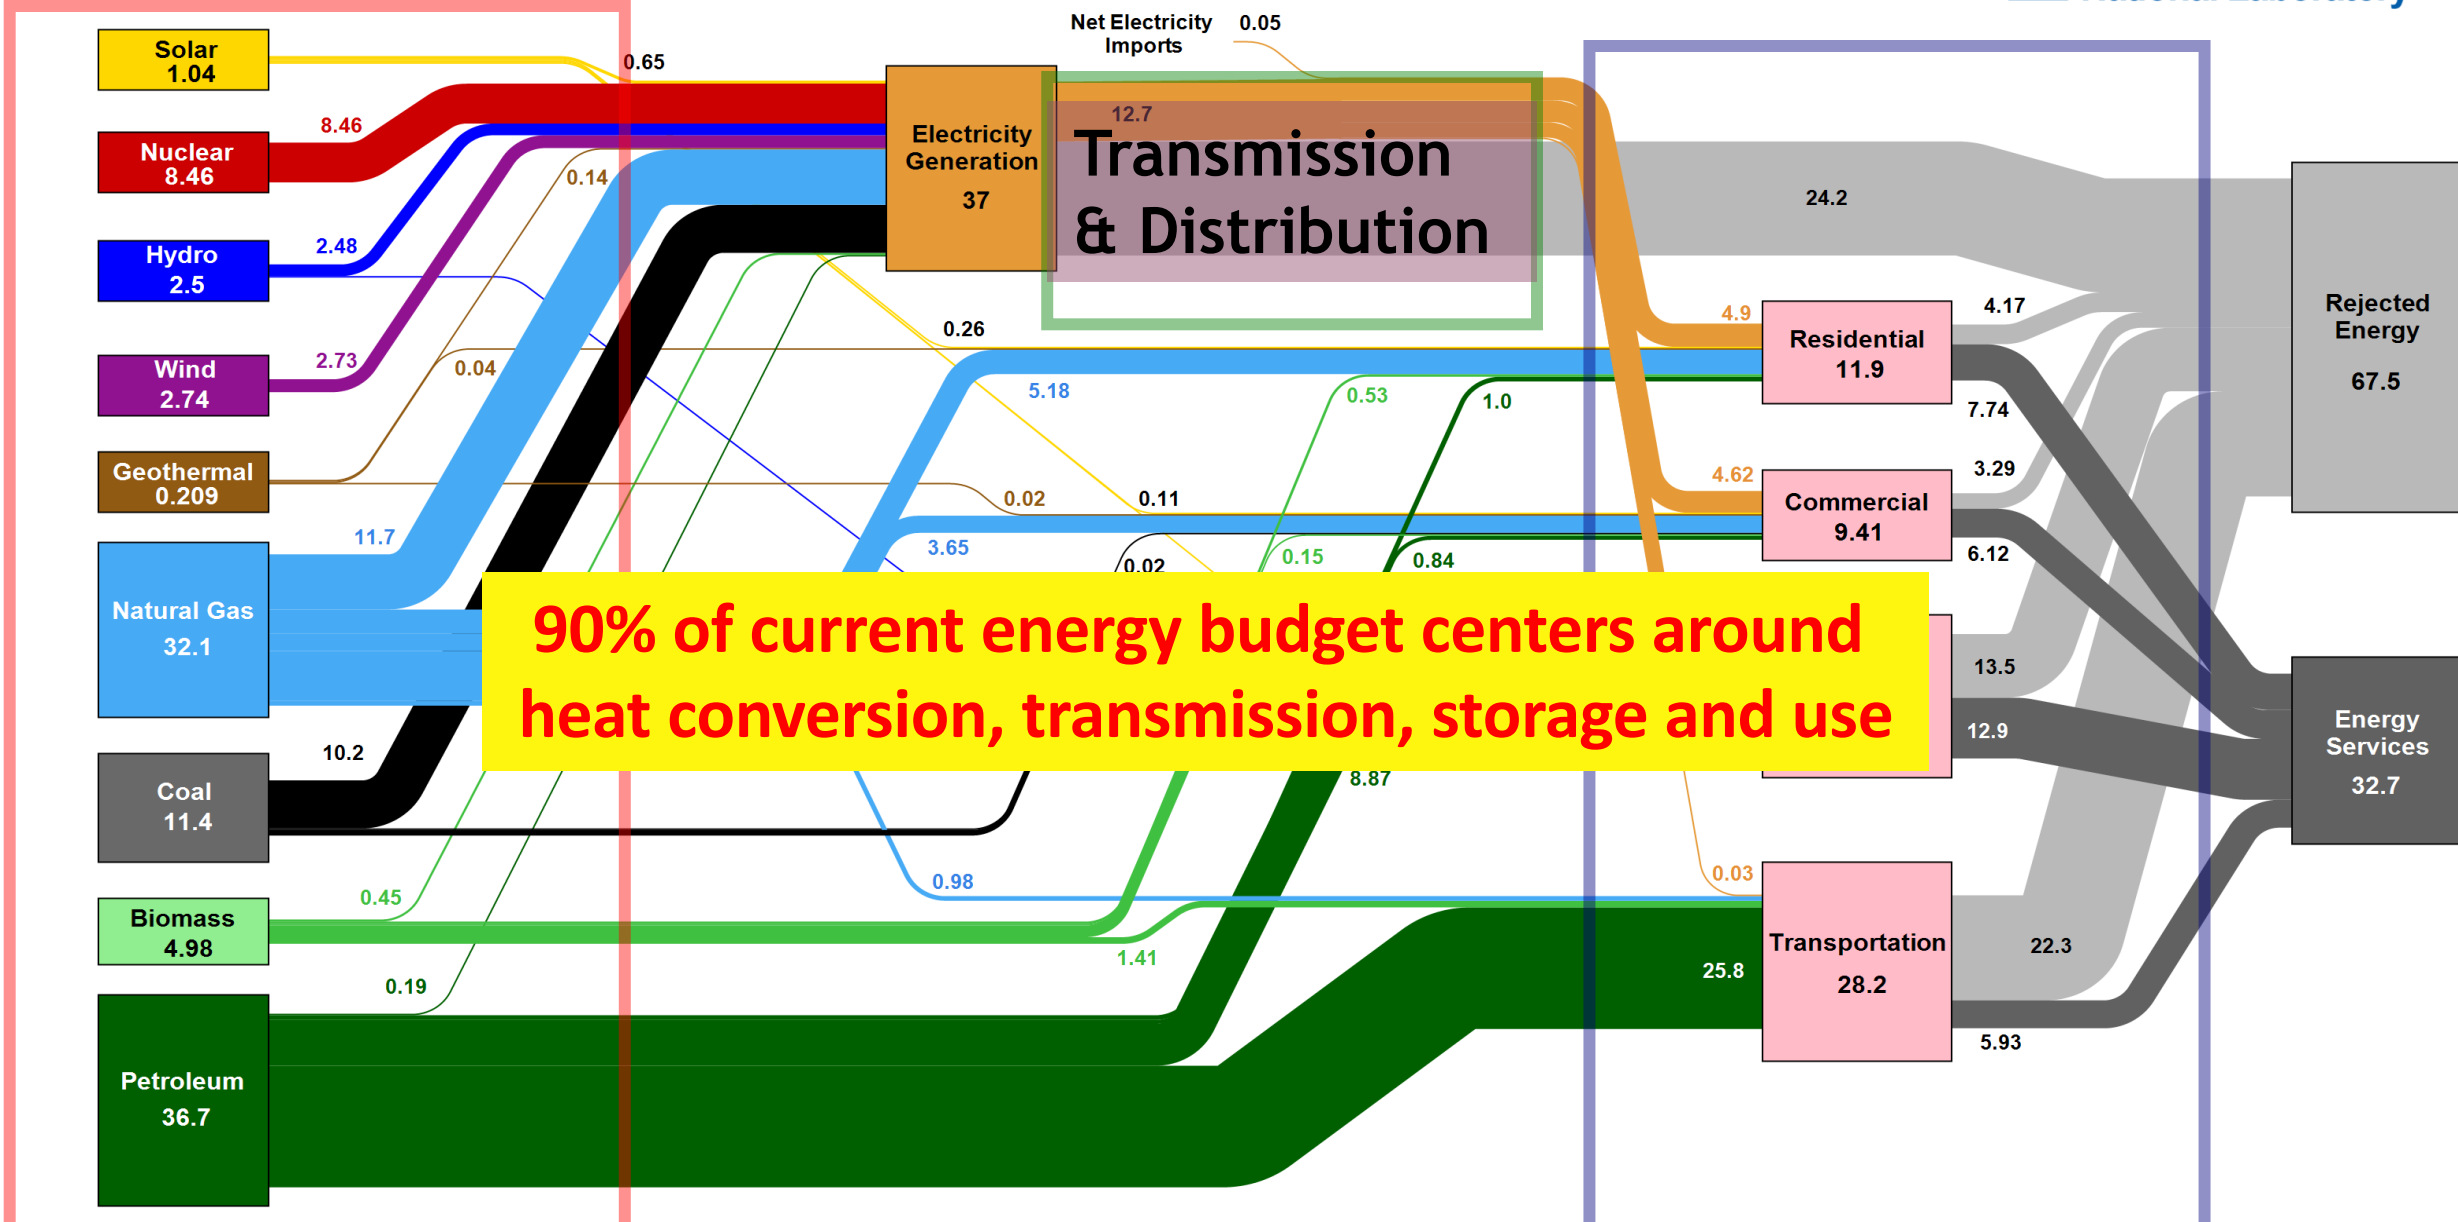 National Laboratory
Net Electricity
Imports
0.05
Solar
1.04
0.65
Nuclear
8.46
8.46
Hydro
2.5
2.48
Wind
2.74
2.73
Geothermal
0.209
0.14
0.04
Natural Gas
32.1
11.7
Coal
11.4
10.2
Biomass
4.98
0.45
Petroleum
36.7
0.19
Electricity
Generation
37
12.7
Transmission
& Distribution
24.2
0.26
5.18
0.53
1.0
4.9
0.02
0.11
4.62
3.65
0.02
0.15
0.84
90% of current energy budget centers around
heat conversion, transmission, storage and use
8.87
0.98
1.41
0.03
25.8
Residential
11.9
4.17
7.74
Commercial
9.41
3.29
6.12
13.5
12.9
Transportation
28.2
22.3
5.93
Rejected
Energy
67.5
Energy
Services
32.7